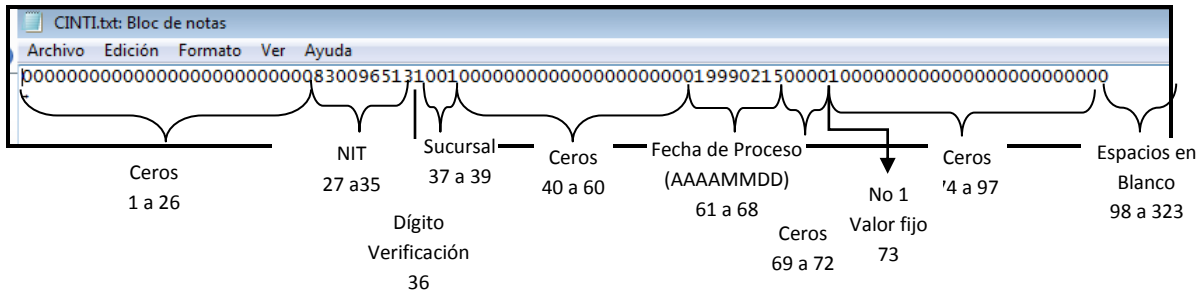 CINTI.txt: Bloc de notas
Archivo Edición Formato Ver Ayuda
0000000000000000000000000083009651310010000000000000000000001999021500001000000000000000000000000
Ceros
1 a 26
NIT
27 a35
Dígito
Verificación
36
Sucursal
37 a 39
Ceros
40 a 60
Fecha de Proceso
(AAAAMMDD)
61 a 68
Ceros
69 a 72
No 1
Valor fijo
73
Ceros
74 a 97
Espacios en
Blanco
98 a 323